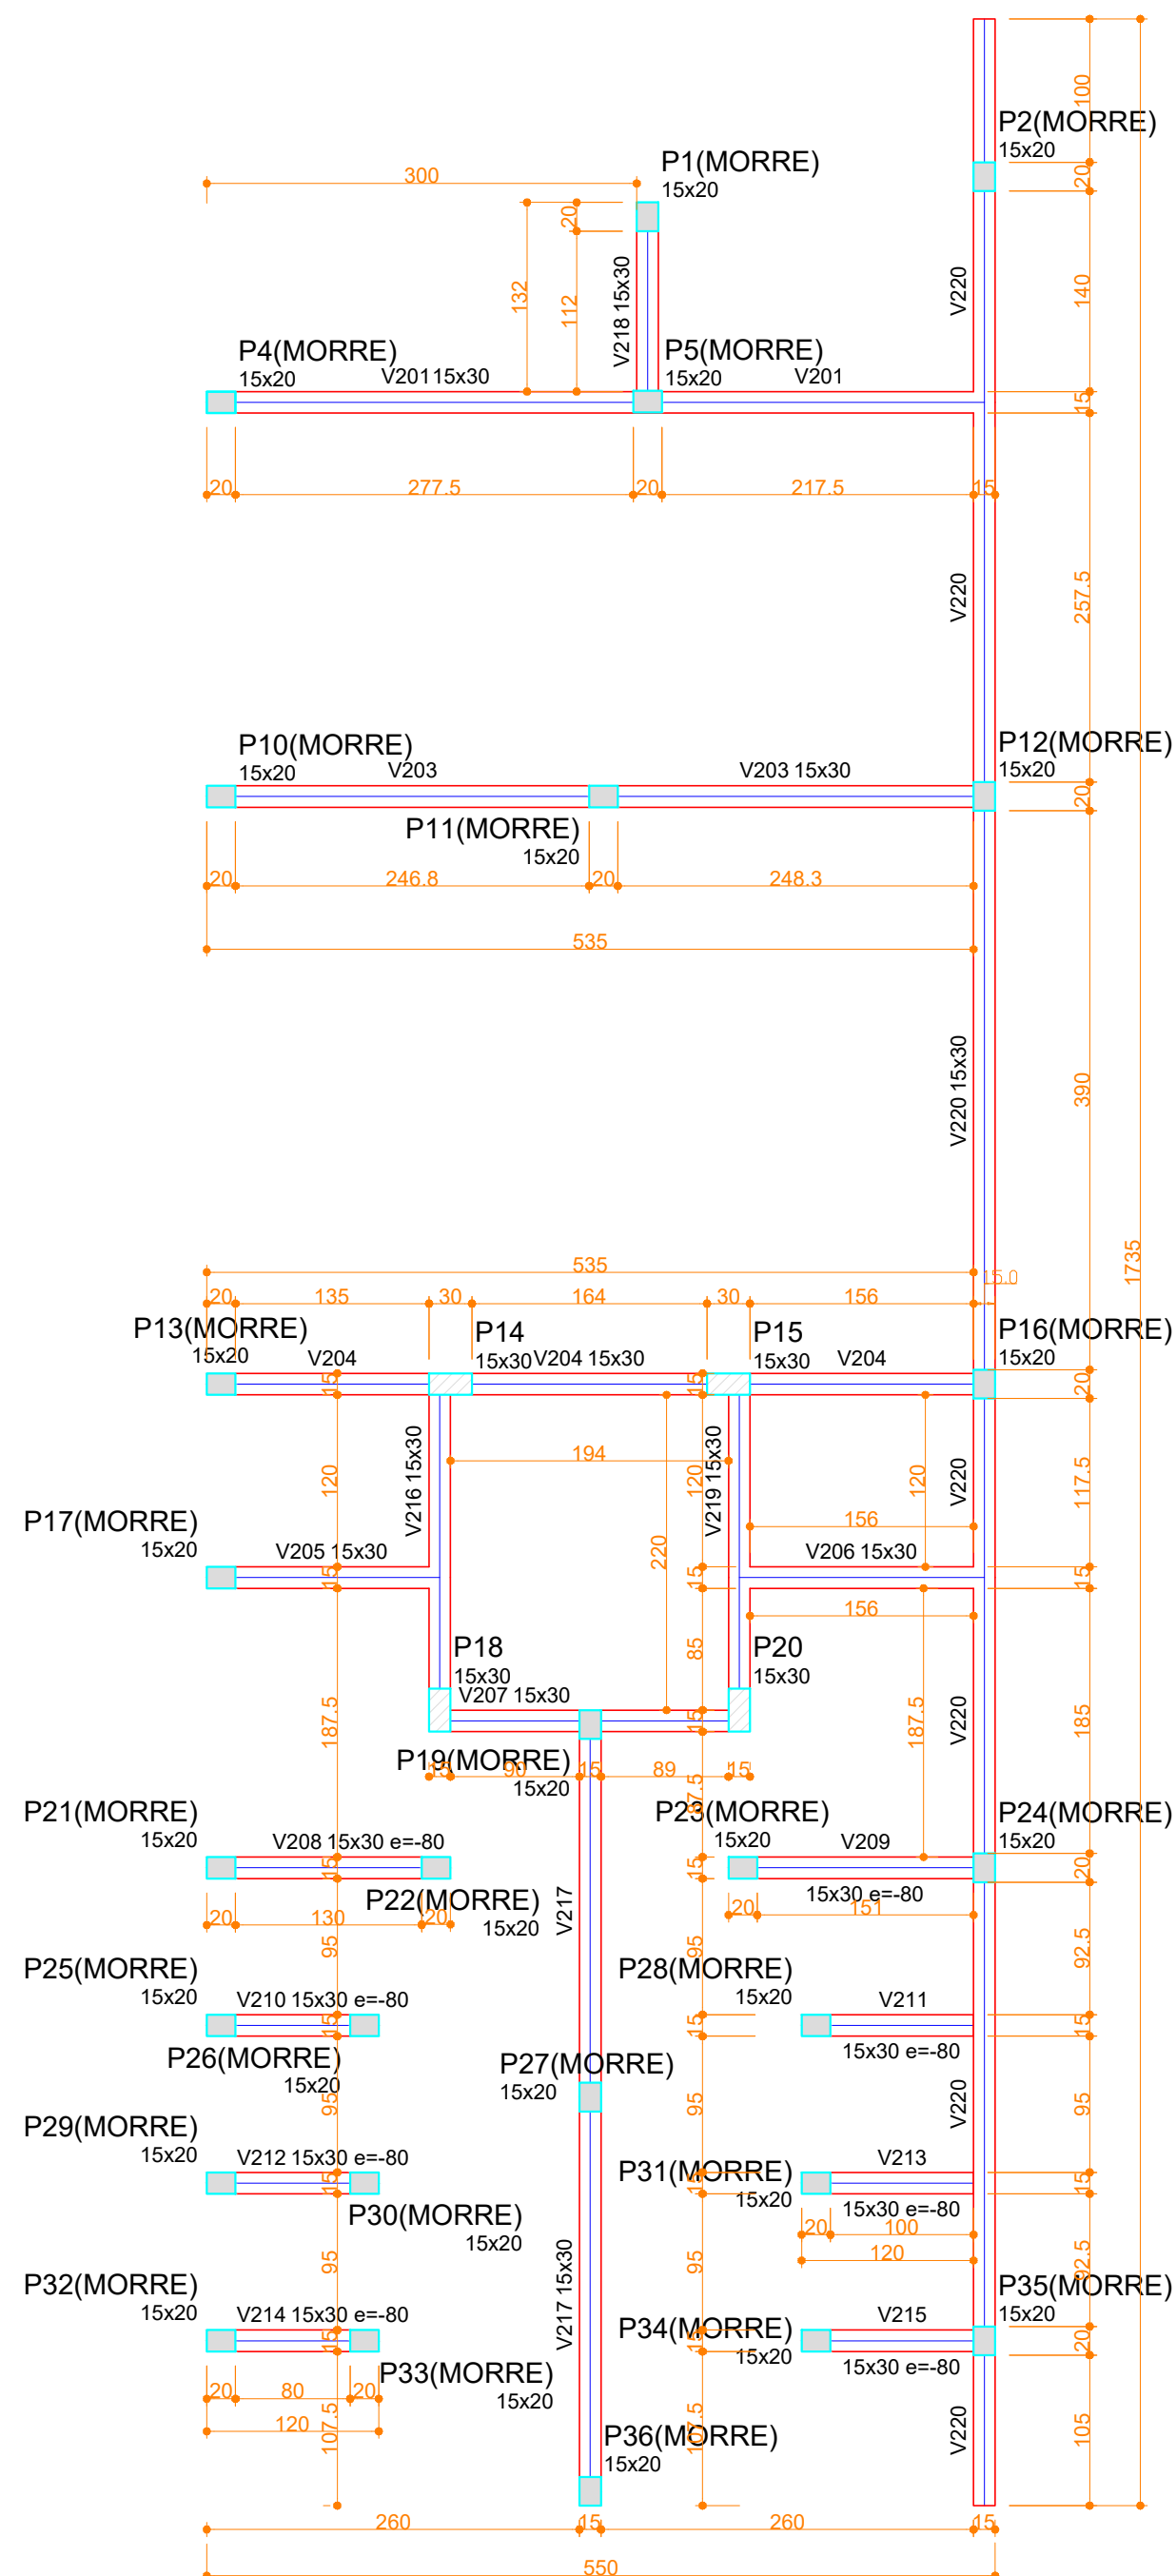 100
P2(MORRE)
15x20
20
P1(MORRE)
15x20
300
20
132
112
V218 15x30
V220
140
P4(MORRE)
15x20
V201 15x30
P5(MORRE)
15x20
V201
15
20
277.5
20
217.5
15
V220
257.5
P10(MORRE)
15x20
V203
V203 15x30
P12(MORRE)
15x20
20
P11(MORRE)
15x20
20
246.8
20
248.3
535
V220 15x30
390
1735
535
15.0
20
135
30
164
30
156
P13(MORRE)
15x20
V204
P14
15x30
V204 15x30
P15
15x30
V204
P16(MORRE)
15x20
15
15
20
194
120
V216 15x30
220
120
V219 15x30
120
V220
117.5
P17(MORRE)
15x20
156
V205 15x30
V206 15x30
15
15
15
156
P18
15x30
V207 15x30
85
P20
15x30
187.5
187.5
V220
185
15
P19(MORRE)
15x20
15
90
15
89
15
87.5
P21(MORRE)
15x20
V208 15x30 e=-80
P23(MORRE)
15x20
V209
P24(MORRE)
15x20
15
15
20
15x30 e=-80
P22(MORRE)
15x20
20
130
20
V217
20
151
95
95
92.5
P25(MORRE)
15x20
V210 15x30 e=-80
P28(MORRE)
15x20
V211
15
15
15
15x30 e=-80
P26(MORRE)
15x20
P27(MORRE)
15x20
95
95
V220
95
P29(MORRE)
15x20
V212 15x30 e=-80
P31(MORRE)
15x20
V213
15
15
15
15x30 e=-80
P30(MORRE)
15x20
20
100
120
95
V217 15x30
95
92.5
P32(MORRE)
15x20
V214 15x30 e=-80
P34(MORRE)
15x20
V215
P35(MORRE)
15x20
15
15
20
15x30 e=-80
P33(MORRE)
15x20
20
80
20
120
107.5
107.5
V220
105
P36(MORRE)
15x20
260
15
260
15
550